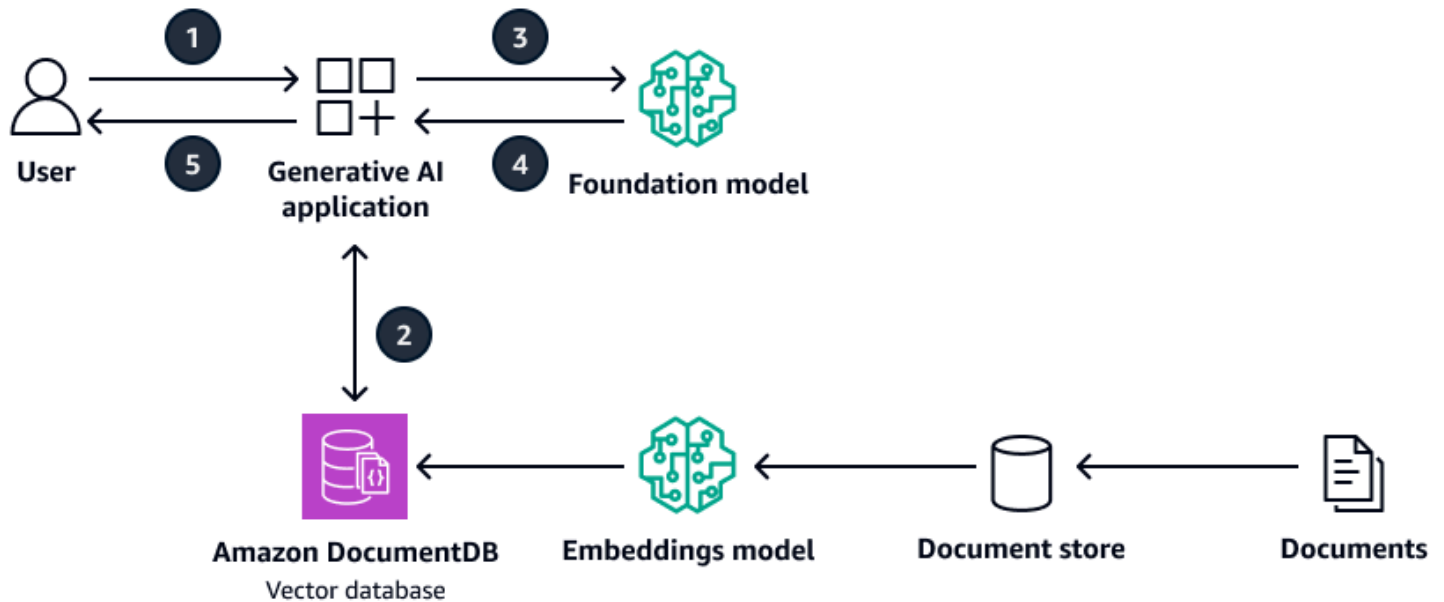 1
3
5
4
User
Generative AI
application
Foundation model
2
{}
Amazon DocumentDB
Vector database
Embeddings model
Document store
Documents